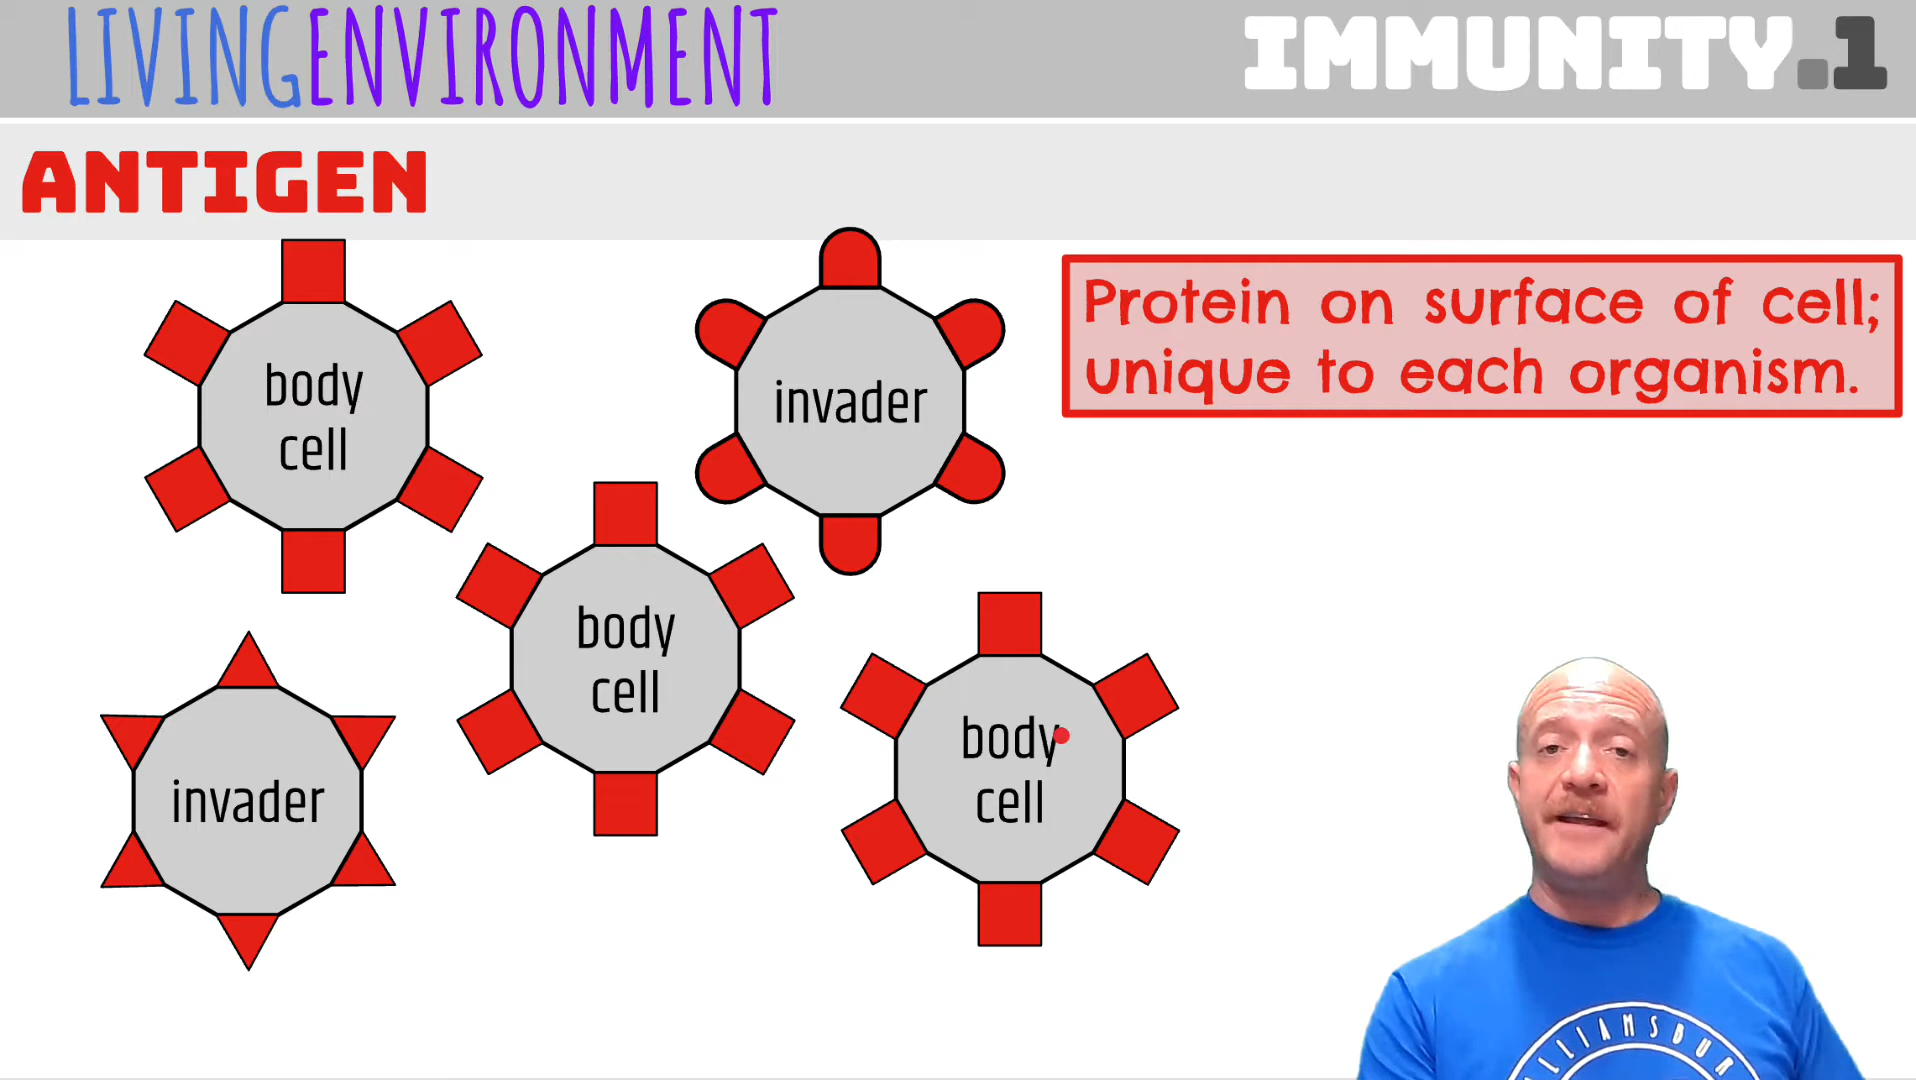 LIVINGENVIRONMENT
IMMUNITY.1
ANTIGEN
Protein on surface of cell;
unique to each organism.
body
cell
invader
body
cell
body
cell
invader